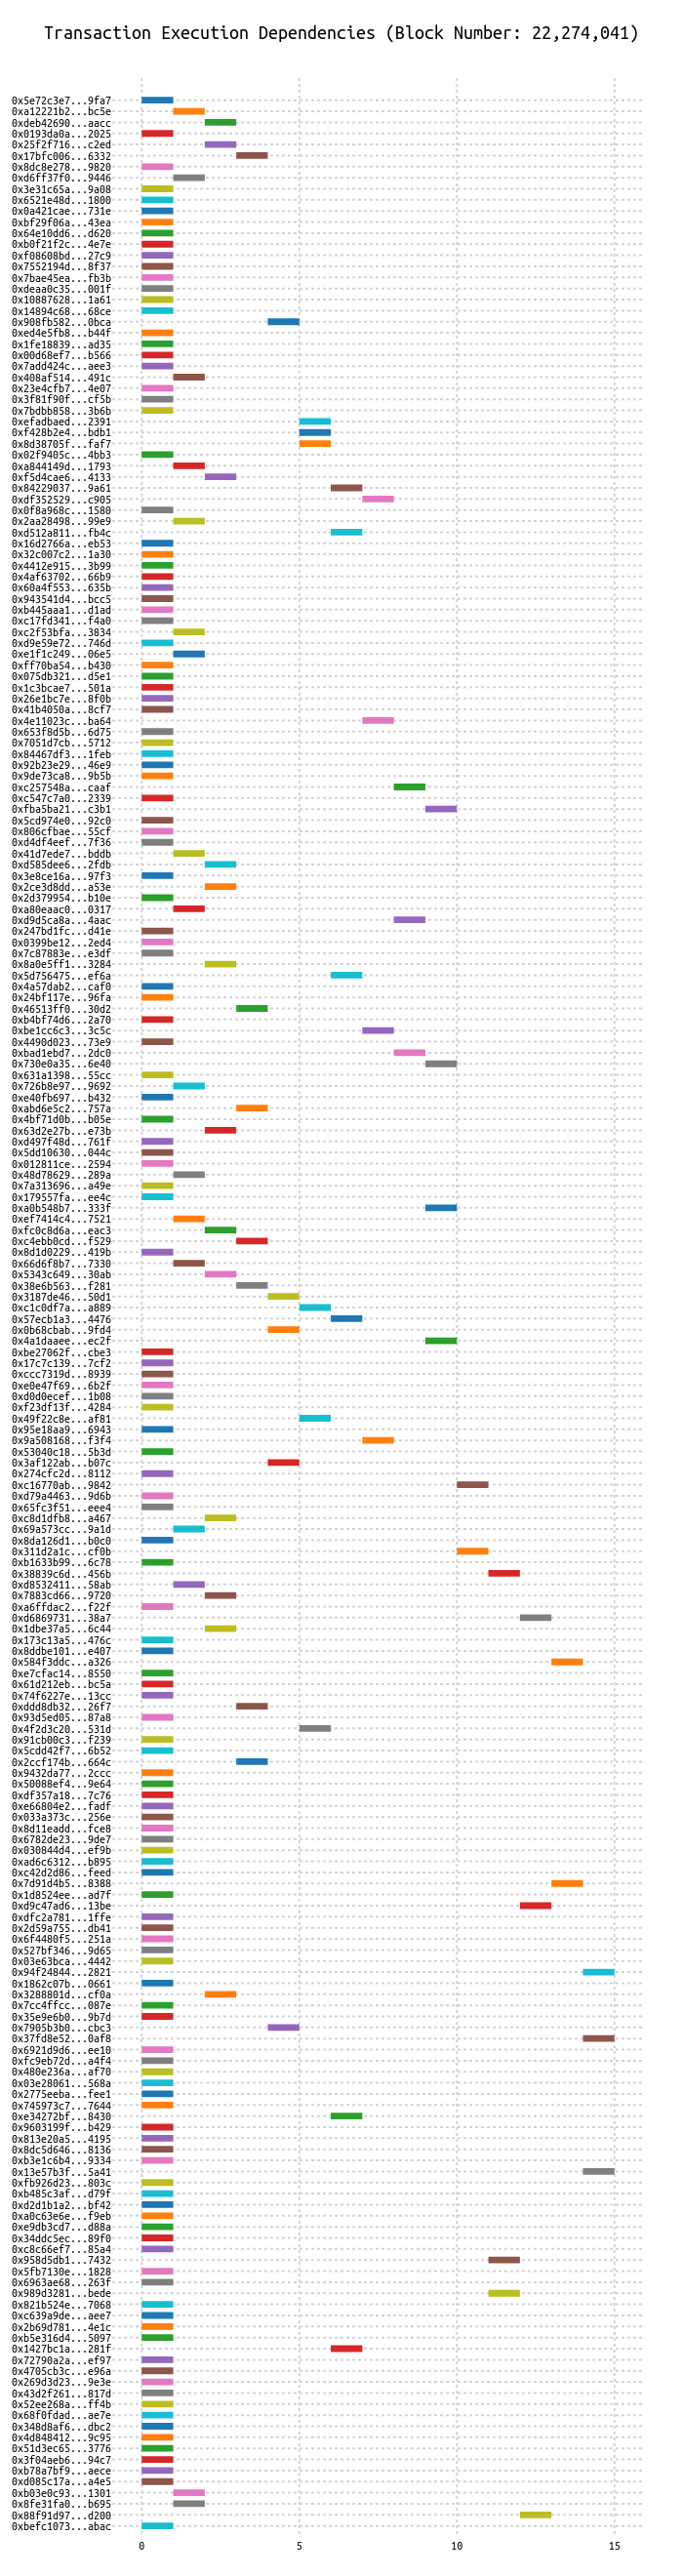 Transaction Execution Dependencies (Block Number: 22,274,041)
0x5e72c3e7...9fa7
0xa12221b2...bc5e
0xdeb42690...aacc
0x0193da0a...2025
0x25f2f716...c2ed
0x17bfc006...6332
0x8dc8e278...9820
0xd6ff37f0...9446
0x3e31c65a...9a08
0x6521e48d...1800
0x0a421cae...731e
0xbf29f06a...43ea
0x64e10dd6...d620
0xb0f21f2c...4e7e
0xf08608bd...27c9
0x7552194d...8f37
0x7bae45ea...fb3b
0xdeaa0c35...001f
0x10887628...1a61
0x14894c68...68ce
0x908fb582...0bca
0xed4e5fb8...b44f
0x1fe18839...ad35
0x00d68ef7...b566
0x7add424c...aee3
0x408af514...491c
0x23e4cfb7...4e07
0x3f81f90f...cf5b
0x7bdbb858...3b6b
0xefadbaed...2391
0xf428b2e4...bdb1
0x8d38705f...faf7
0x02f9405c...4bb3
0xa844149d...1793
0xf5d4cae6...4133
0x84229037...9a61
0xdf352529...c905
0x0f8a968c...1580
0x2aa28498...99e9
0xd512a811...fb4c
0x16d2766a...eb53
0x32c007c2...1a30
0x4412e915...3b99
0x4af63702...66b9
0x60a4f553...635b
0x943541d4...bcc5
0xb445aaa1...d1ad
0xc17fd341...f4a0
0xc2f53bfa...3834
0xd9e59e72...746d
0xe1f1c249...06e5
0xff70ba54...b430
0x075db321...d5e1
0x1c3bcae7...501a
0x26e1bc7e...8f0b
0x41b4050a...8cf7
0x4e11023c...ba64
0x653f8d5b...6d75
0x7051d7cb...5712
0x84467df3...1feb
0x92b23e29...46e9
0x9de73ca8...9b5b
0xc257548a...caaf
0xc547c7a0...2339
0xfba5ba21...c3b1
0x5cd974e0...92c0
0x806cfbae...55cf
0xd4df4eef...7f36
0x41d7ede7...bddb
0xd585dee6...2fdb
0x3e8ce16a...97f3
0x2ce3d8dd...a53e
0x2d379954...b10e
0xa80eaac0...0317
0xd9d5ca8a...4aac
0x247bd1fc...d41e
0x0399be12...2ed4
0x7c87883e...e3df
0x8a0e5ff1...3284
0x5d756475...ef6a
0x4a57dab2...caf0
0x24bf117e...96fa
0x46513ff0...30d2
0xb4bf74d6...2a70
0xbe1cc6c3...3c5c
0x4490d023...73e9
0xbad1ebd7...2dc0
0x730e0a35...6e40
0x631a1398...55cc
0x726b8e97...9692
0xe40fb697...b432
0xabd6e5c2...757a
0x4bf71d0b...b05e
0x63d2e27b...e73b
0xd497f48d...761f
0x5dd10630...044c
0x012811ce...2594
0x48d78629...289a
0x7a313696...a49e
0x179557fa...ee4c
0xa0b548b7...333f
0xef7414c4...7521
0xfc0c8d6a...eac3
0xc4ebb0cd...f529
0x8d1d0229...419b
0x66d6f8b7...7330
0x5343c649...30ab
0x38e6b563...f281
0x3187de46...50d1
0xc1c0df7a...a889
0x57ecb1a3...4476
0x0b68cbab...9fd4
0x4a1daaee...ec2f
0xbe27062f...cbe3
0x17c7c139...7cf2
0xccc7319d...8939
0xe0e47f69...6b2f
0xd0d0ecef...1b08
0xf23df13f...4284
0x49f22c8e...af81
0x95e18aa9...6943
0x9a508168...f3f4
0x53040c18...5b3d
0x3af122ab...b07c
0x274cfc2d...8112
0xc16770ab...9842
0xd79a4463...9d6b
0x65fc3f51...eee4
0xc8d1dfb8...a467
0x69a573cc...9a1d
0x8da126d1...b0c0
0x311d2a1c...cf0b
0xb1633b99...6c78
0x38839c6d...456b
0xd8532411...58ab
0x7883cd66...9720
0xa6ffdac2...f22f
0xd6869731...38a7
0x1dbe37a5...6c44
0x173c13a5...476c
0x8ddbe101...e407
0x584f3ddc...a326
0xe7cfac14...8550
0x61d212eb...bc5a
0x74f6227e...13cc
0xddd8db32...26f7
0x93d5ed05...87a8
0x4f2d3c20...531d
0x91cb00c3...f239
0x5cdd42f7...6b52
0x2ccf174b...664c
0x9432da77...2ccc
0x50088ef4...9e64
0xdf357a18...7c76
0xe66804e2...fadf
0x033a373c...256e
0x8d11eadd...fce8
0x6782de23...9de7
0x030844d4...ef9b
0xad6c6312...b895
0xc42d2d86...feed
0x7d91d4b5...8388
0x1d8524ee...ad7f
0xd9c47ad6...13be
0xdfc2a781...1ffe
0x2d59a755...db41
0x6f4480f5...251a
0x527bf346...9d65
0x03e63bca...4442
0x94f24844...2821
0x1862c07b...0661
0x3288801d...cf0a
0x7cc4ffcc...087e
0x35e9e6b0...9b7d
0x7905b3b0...cbc3
0x37fd8e52...0af8
0x6921d9d6...ee10
0xfc9eb72d...a4f4
0x480e236a...af70
0x03e28061...568a
0x2775eeba...fee1
0x745973c7...7644
0xe34272bf...8430
0x9603199f...b429
0x813e20a5...4195
0x8dc5d646...8136
0xb3e1c6b4...9334
0x13e57b3f...5a41
0xfb926d23...803c
0xb485c3af...d79f
0xd2d1b1a2...bf42
0xa0c63e6e...f9eb
0xe9db3cd7...d88a
0x34ddc5ec...89f0
0xc8c66ef7...85a4
0x958d5db1...7432
0x5fb7130e...1828
0x6963ae68...263f
0x989d3281...bede
0x821b524e...7068
0xc639a9de...aee7
0x2b69d781...4e1c
0xb5e316d4...5097
0x1427bc1a...281f
0x72790a2a...ef97
0x4705cb3c...e96a
0x269d3d23...9e3e
0x43d2f261...817d
0x52ee268a...ff4b
0x68f0fdad...ae7e
0x348d8af6...dbc2
0x4d848412...9c95
0x51d3ec65...3776
0x3f04aeb6...94c7
0xb78a7bf9...aece
0xd085c17a...a4e5
0xb03e0c93...1301
0x8fe31fa0...b695
0x88f91d97...d200
0xbefc1073...abac
0 5 10 15